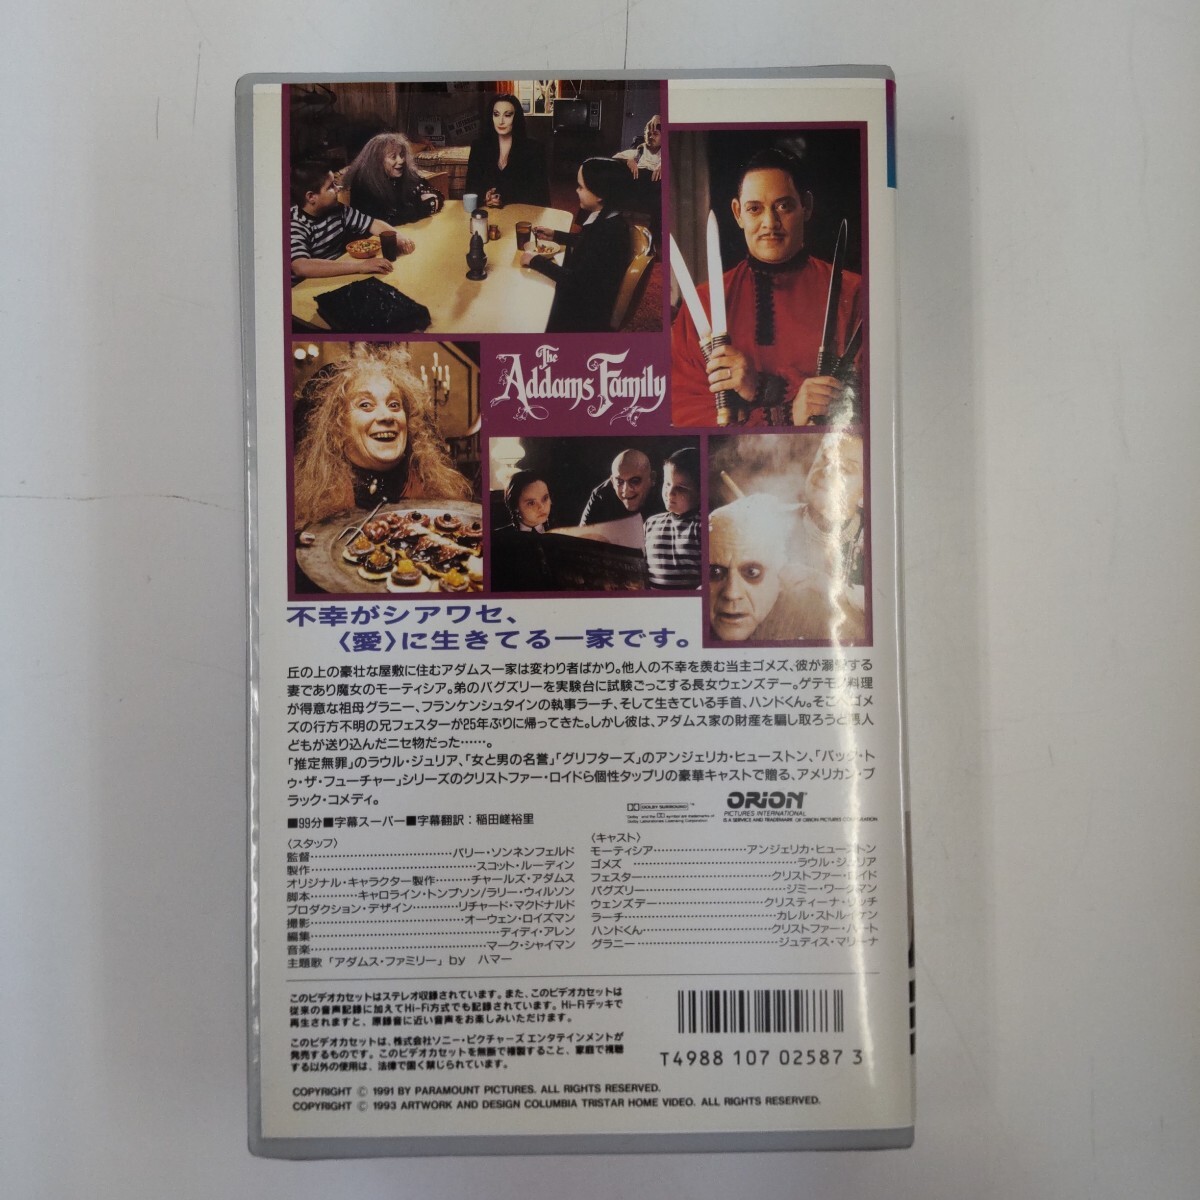 The
Addams Family
不幸がシアワセ、
〈愛〉に生きてる一家です。
丘の上の豪壮な屋敷に住むアダムス一家は変わり者ばかり。他人の不幸を羨む当主ゴメズ、彼が溺愛する
妻であり魔女のモーティシア。弟のパグズリーを実験台に試験ごっこする長女ウェンズデー。ゲテモノ料理
が得意な祖母グラニー、フランケンシュタインの執事ラーチ、そして生きている手首、ハンドくん。そこへゴメ
ズの行方不明の兄フェスターが25年ぶりに帰ってきた。しかし彼は、アダムス家の財産を騙し取ろうと悪人
どもが送り込んだニセ物だった……。
「推定無罪」のラウル・ジュリア、「女と男の名誉」「グリフターズ」のアンジェリカ・ヒューストン、「バック・ト
ゥ・ザ・フューチャー」シリーズのクリストファー・ロイドら個性タップリの豪華キャストで贈る、アメリカン・ブ
ラック・コメディ。
■99分■字幕スーパー■字幕翻訳：稲田嵯裕里
DOLBY SURROUND™
ORION
PICTURES INTERNATIONAL
IS A SERVICE AND TRADEMARK OF ORION PICTURES CORPORATION
〈スタッフ〉
監督……バリー・ソンネンフェルド
製作……スコット・ルーディン
オリジナル・キャラクター製作……チャールズ・アダムス
脚本……キャロライン・トンプソン/ラリー・ウィルソン
プロダクション・デザイン……リチャード・マクドナルド
撮影……オーウェン・ロイズマン
編集……ディディ・アレン
音楽……マーク・シャイマン
主題歌「アダムス・ファミリー」by ハマー
〈キャスト〉
モーティシア……アンジェリカ・ヒューストン
ゴメズ……ラウル・ジュリア
フェスター……クリストファー・ロイド
パグズリー……ジミー・ワークマン
ウェンズデー……クリスティーナ・リッチ
ラーチ……カレル・ストルイケン
ハンドくん……クリストファー・ハート
グラニー……ジュディス・マリーナ
このビデオカセットはステレオ収録されています。また、このビデオカセットは
従来の音声記録に加えてHi-Fi方式でも記録されています。Hi-Fiデッキで
再生されますと、原録音に近い音声をお楽しみいただけます。
このビデオカセットは、株式会社ソニー・ピクチャーズ エンタテインメントが
発売するものです。このビデオカセットを無断で複製すること、家庭で視聴
する以外の使用は、法律で固く禁じられています。
T4988 107 02587 3
COPYRIGHT © 1991 BY PARAMOUNT PICTURES. ALL RIGHTS RESERVED.
COPYRIGHT © 1993 ARTWORK AND DESIGN COLUMBIA TRISTAR HOME VIDEO. ALL RIGHTS RESERVED.